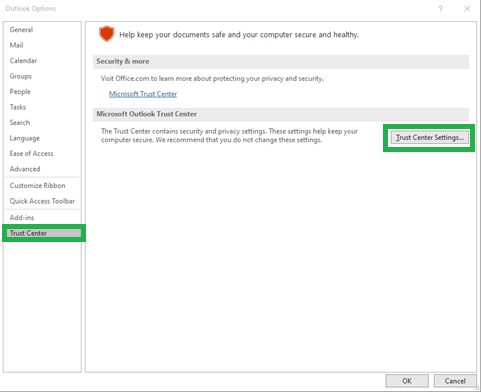 Outlook Options
?
General
Mail
Calendar
Groups
People
Tasks
Search
Language
Ease of Access
Advanced
Customize Ribbon
Quick Access Toolbar
Add-ins
Trust Center
Help keep your documents safe and your computer secure and healthy.
Security & more
Visit Office.com to learn more about protecting your privacy and security.
Microsoft Trust Center
Microsoft Outlook Trust Center
The Trust Center contains security and privacy settings. These settings help keep your
computer secure. We recommend that you do not change these settings.
Trust Center Settings...
OK
Cancel